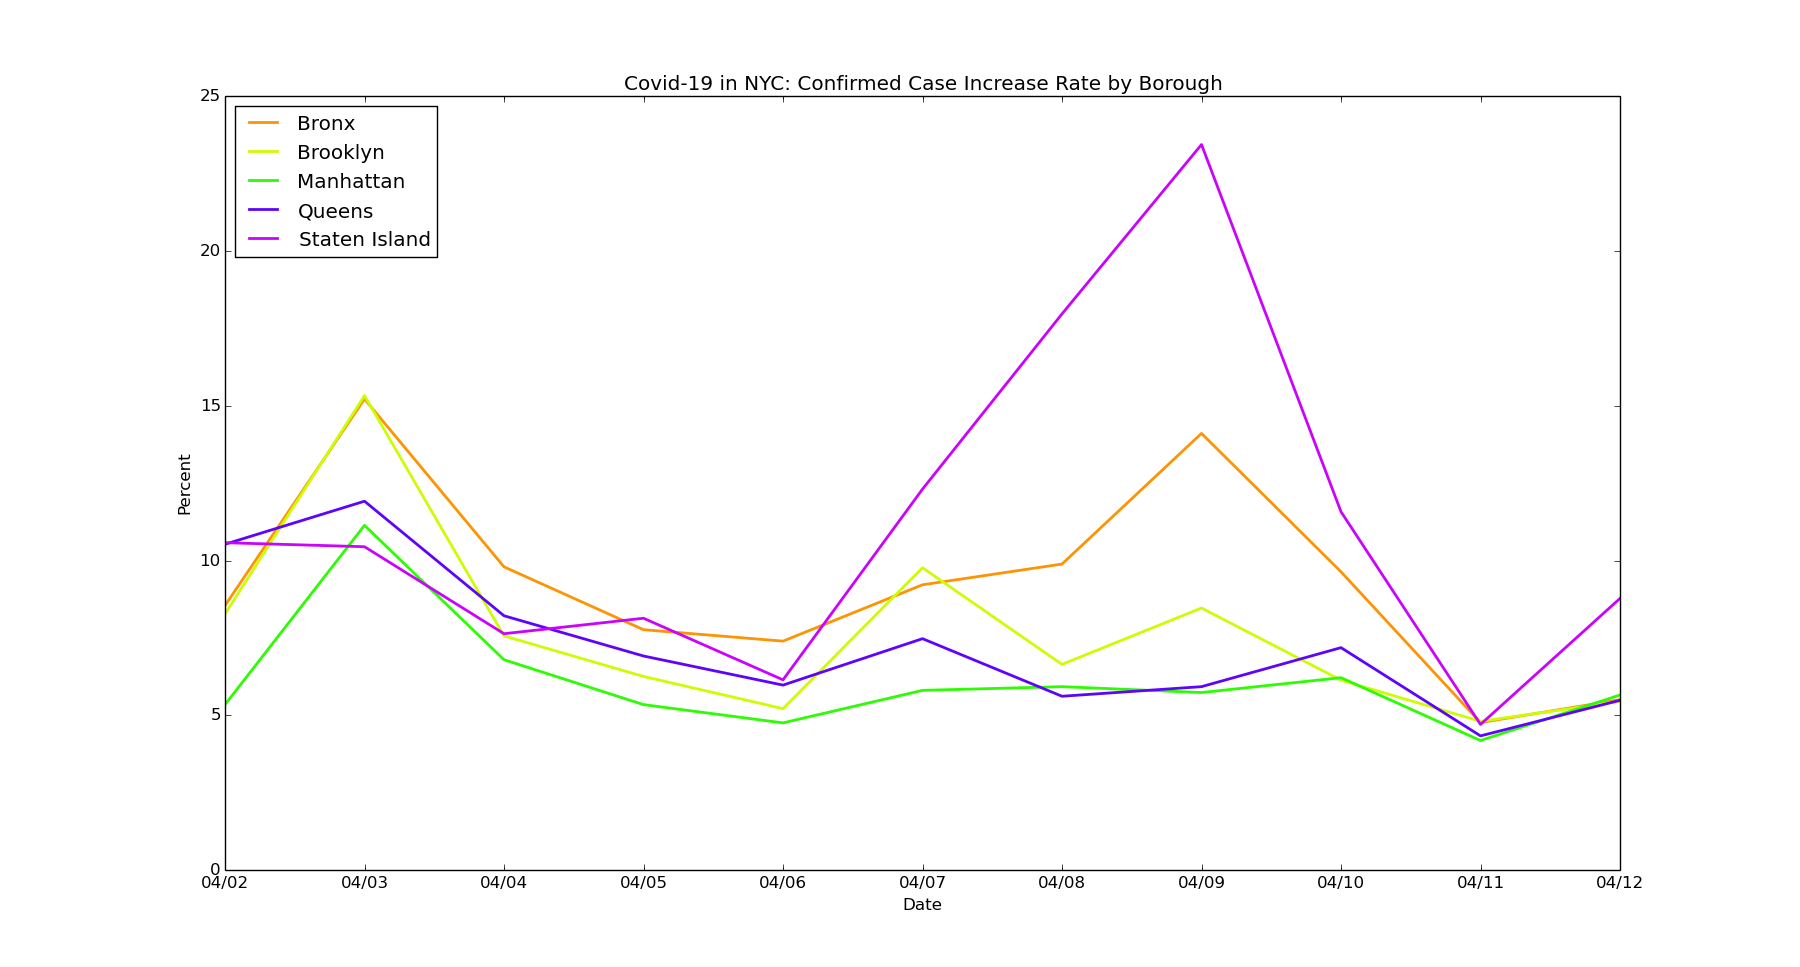 Covid-19 in NYC: Confirmed Case Increase Rate by Borough
25
20
15
10
5
0
Percent
Bronx
Brooklyn
Manhattan
Queens
Staten Island
04/02 04/03 04/04 04/05 04/06 04/07 04/08 04/09 04/10 04/11 04/12
Date